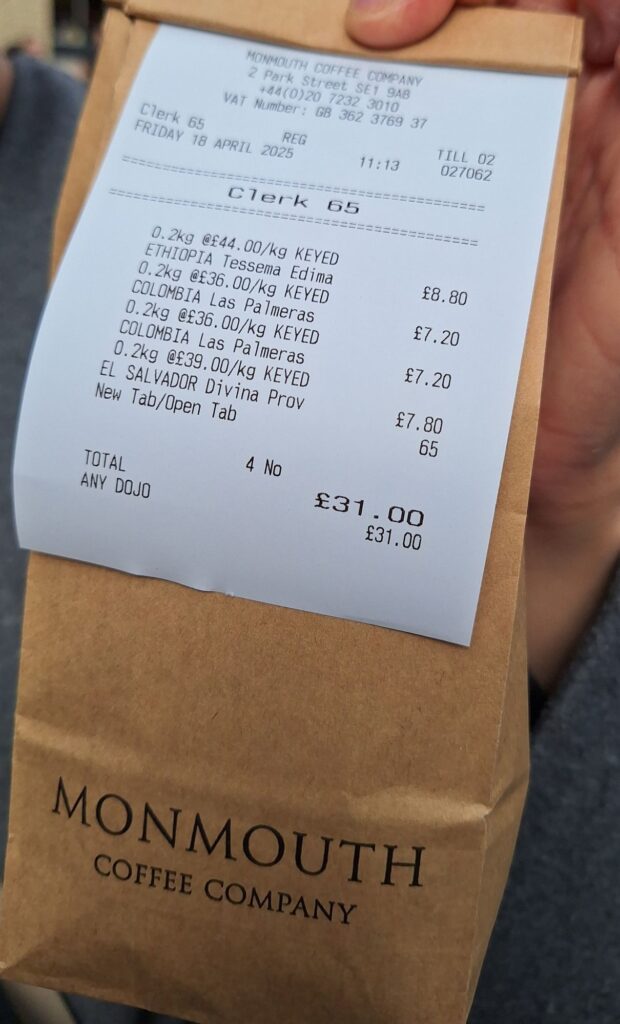 MONMOUTH COFFEE COMPANY
2 Park Street SE1 9AB
+44(0)20 7232 3010
VAT Number: GB 362 3769 37
Clerk 65 REG TILL 02
FRIDAY 18 APRIL 2025 11:13 027062
Clerk 65
0.2kg @£44.00/kg KEYED
ETHIOPIA Tessema Edima £8.80
0.2kg @£36.00/kg KEYED
COLOMBIA Las Palmeras £7.20
0.2kg @£36.00/kg KEYED
COLOMBIA Las Palmeras £7.20
0.2kg @£39.00/kg KEYED
EL SALVADOR Divina Prov £7.80
New Tab/Open Tab 65
TOTAL 4 No £31.00
ANY DOJO £31.00
MONMOUTH
COFFEE COMPANY